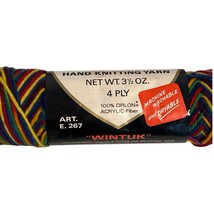 HAND KNITTING YARN
NET WT. 3½ OZ.
4 PLY
100% ORLON*
ACRYLIC Fiber
MACHINE
WASHABLE
and DRYABLE
ART.
E. 267
"WINTUK"